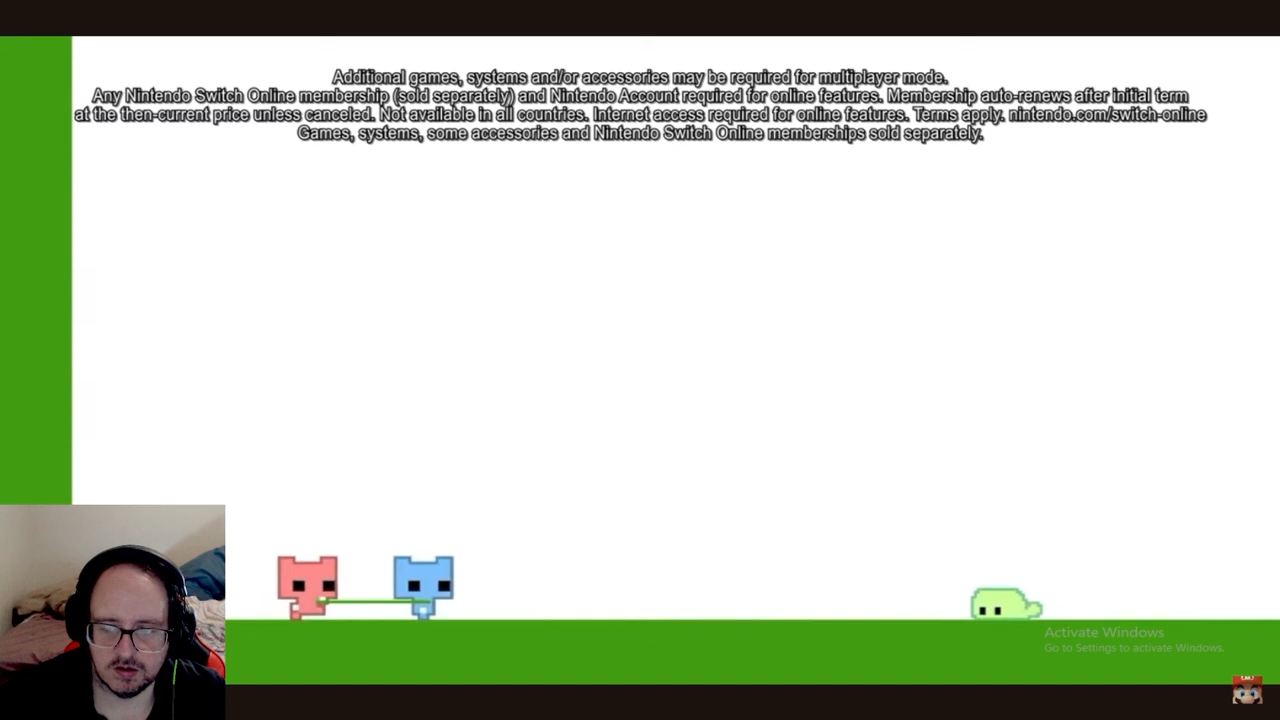 Additional games, systems and/or accessories may be required for multiplayer mode.
Any Nintendo Switch Online membership (sold separately) and Nintendo Account required for online features. Membership auto-renews after initial term
at the then-current price unless canceled. Not available in all countries. Internet access required for online features. Terms apply. nintendo.com/switch-online
Games, systems, some accessories and Nintendo Switch Online memberships sold separately.
Activate Windows
Go to Settings to activate Windows.